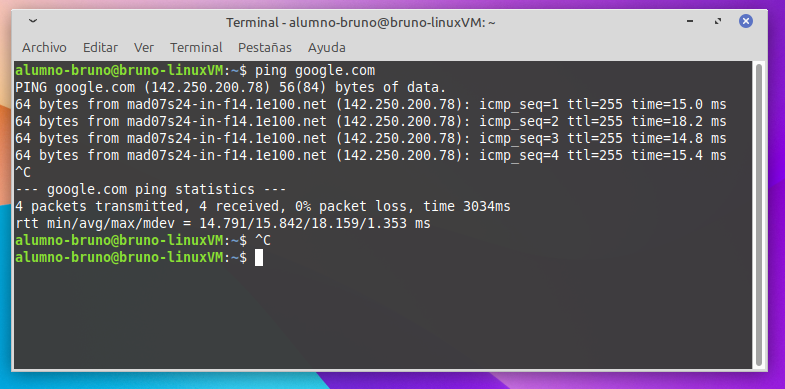 Terminal - alumno-bruno@bruno-linuxVM: ~
Archivo Editar Ver Terminal Pestañas Ayuda
alumno-bruno@bruno-linuxVM:~$ ping google.com
PING google.com (142.250.200.78) 56(84) bytes of data.
64 bytes from mad07s24-in-f14.1e100.net (142.250.200.78): icmp_seq=1 ttl=255 time=15.0 ms
64 bytes from mad07s24-in-f14.1e100.net (142.250.200.78): icmp_seq=2 ttl=255 time=18.2 ms
64 bytes from mad07s24-in-f14.1e100.net (142.250.200.78): icmp_seq=3 ttl=255 time=14.8 ms
64 bytes from mad07s24-in-f14.1e100.net (142.250.200.78): icmp_seq=4 ttl=255 time=15.4 ms
^C
--- google.com ping statistics ---
4 packets transmitted, 4 received, 0% packet loss, time 3034ms
rtt min/avg/max/mdev = 14.791/15.842/18.159/1.353 ms
alumno-bruno@bruno-linuxVM:~$ ^C
alumno-bruno@bruno-linuxVM:~$